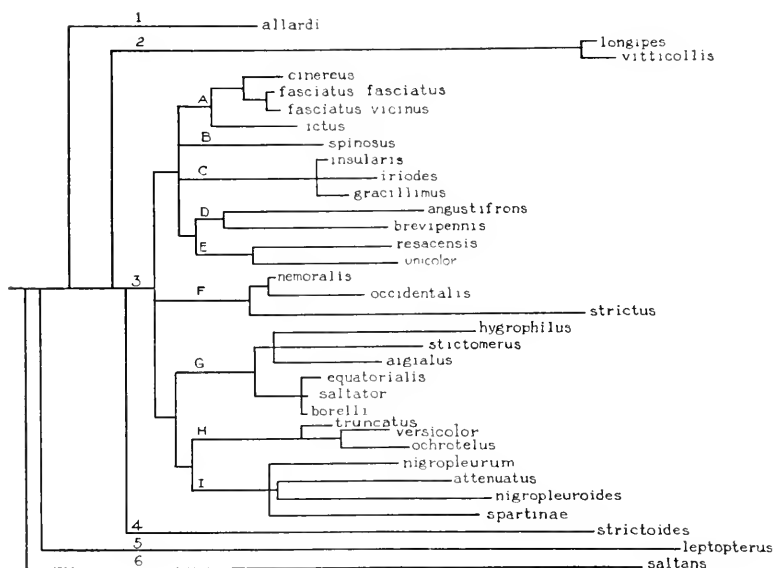 1
allardi
2
longipes
vitticollis
cinereus
A
fasciatus fasciatus
fasciatus vicinus
ictus
B
spinosus
insularis
C
iriodes
gracillimus
D
angustifrons
brevipennis
E
resacensis
unicolor
3
nemoralis
F
occidentalis
strictus
hygrophilus
stictomerus
G
aigialus
equatorialis
saltator
borelli
truncatus
H
versicolor
ochrotelus
nigropleurum
I
attenuatus
nigropleuroides
spartinae
4
strictoides
5
leptopterus
6
saltans